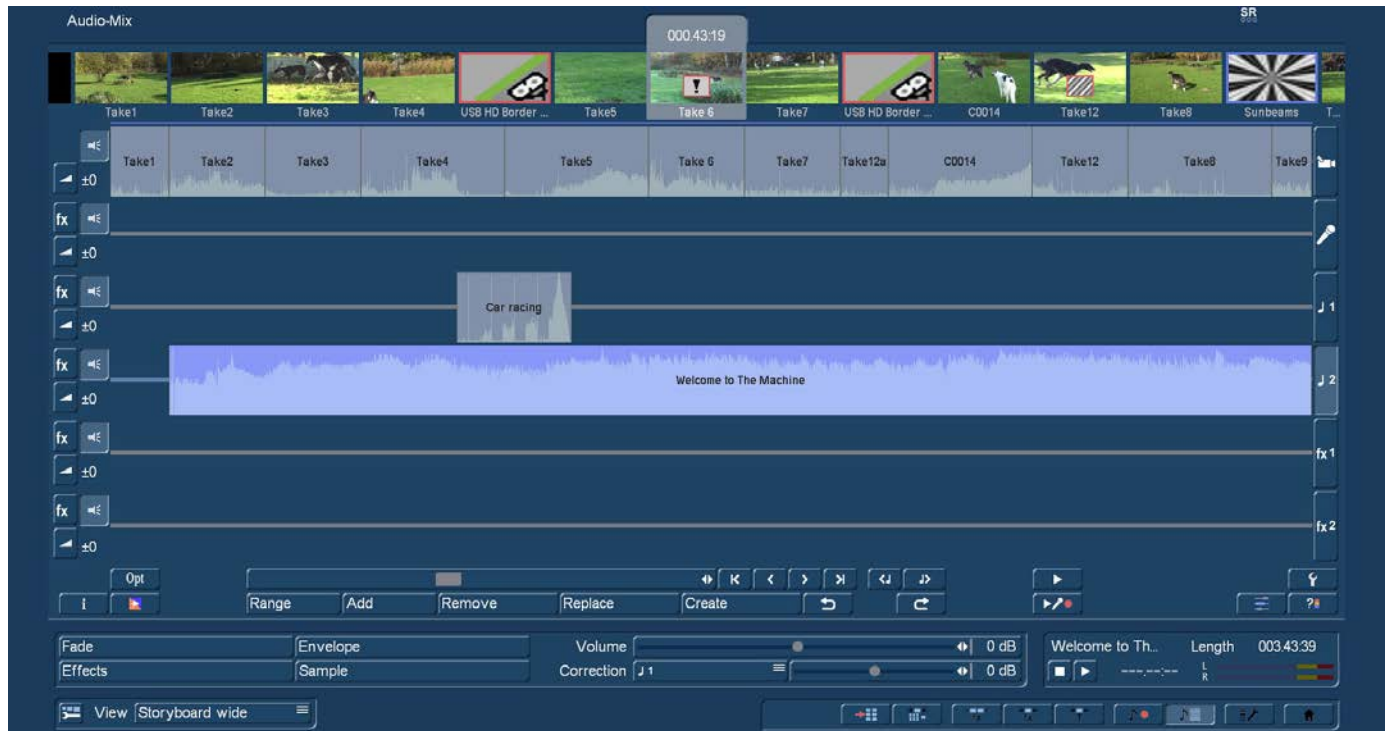 Audio-Mix
SR
000.43:19
Take1 Take2 Take3 Take4 USB HD Border ... Take5 Take 6 Take7 USB HD Border ... C0014 Take12 Take8 Sunbeams T...
Take1 Take2 Take3 Take4 Take5 Take 6 Take7 Take12a C0014 Take12 Take8 Take9
±0
fx
±0
fx
Car racing
1
±0
fx
Welcome to The Machine
2
±0
fx
fx 1
±0
fx
fx 2
±0
Opt
i Range Add Remove Replace Create ?
Fade Envelope Volume 0 dB Welcome to Th... Length 003.43:39
Effects Sample Correction 1 0 dB ---,--:-- L
R
View Storyboard wide